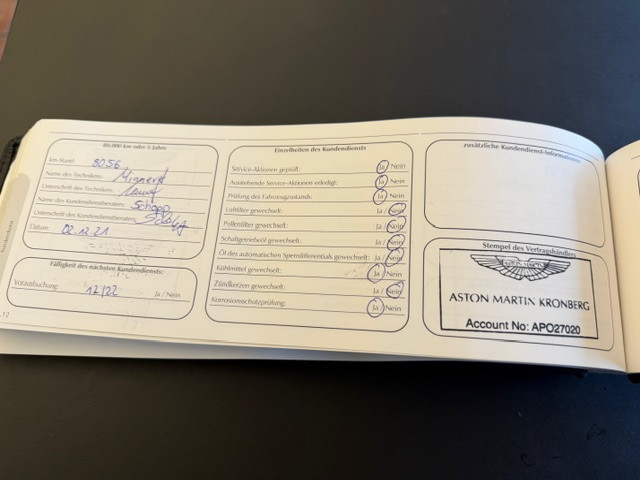 80.000 km oder 5 Jahre
km-Stand: 8056
Name des Technikers:
Unterschrift des Technikers:
Name des Kundendienstberaters: Schopp
Unterschrift des Kundendienstberaters:
Datum: 02.12.21
Fälligkeit des nächsten Kundendienstes:
Vorausbuchung: 12/22 Ja / Nein
.12
Einzelheiten des Kundendiensts
Service-Aktionen geprüft: Ja / Nein
Ausstehende Service-Aktionen erledigt: Ja / Nein
Prüfung des Fahrzeugzustands: Ja / Nein
Luftfilter gewechselt: Ja / Nein
Pollenfilter gewechselt: Ja / Nein
Schaltgetriebeöl gewechselt: Ja / Nein
Öl des automatischen Sperrdifferentials gewechselt: Ja / Nein
Kühlmittel gewechselt: Ja / Nein
Zündkerzen gewechselt: Ja / Nein
Korrosionsschutzprüfung: Ja / Nein
zusätzliche Kundendienst-Informationen
Stempel des Vertragshändlers
ASTON MARTIN
ASTON MARTIN KRONBERG
Account No: APO27020